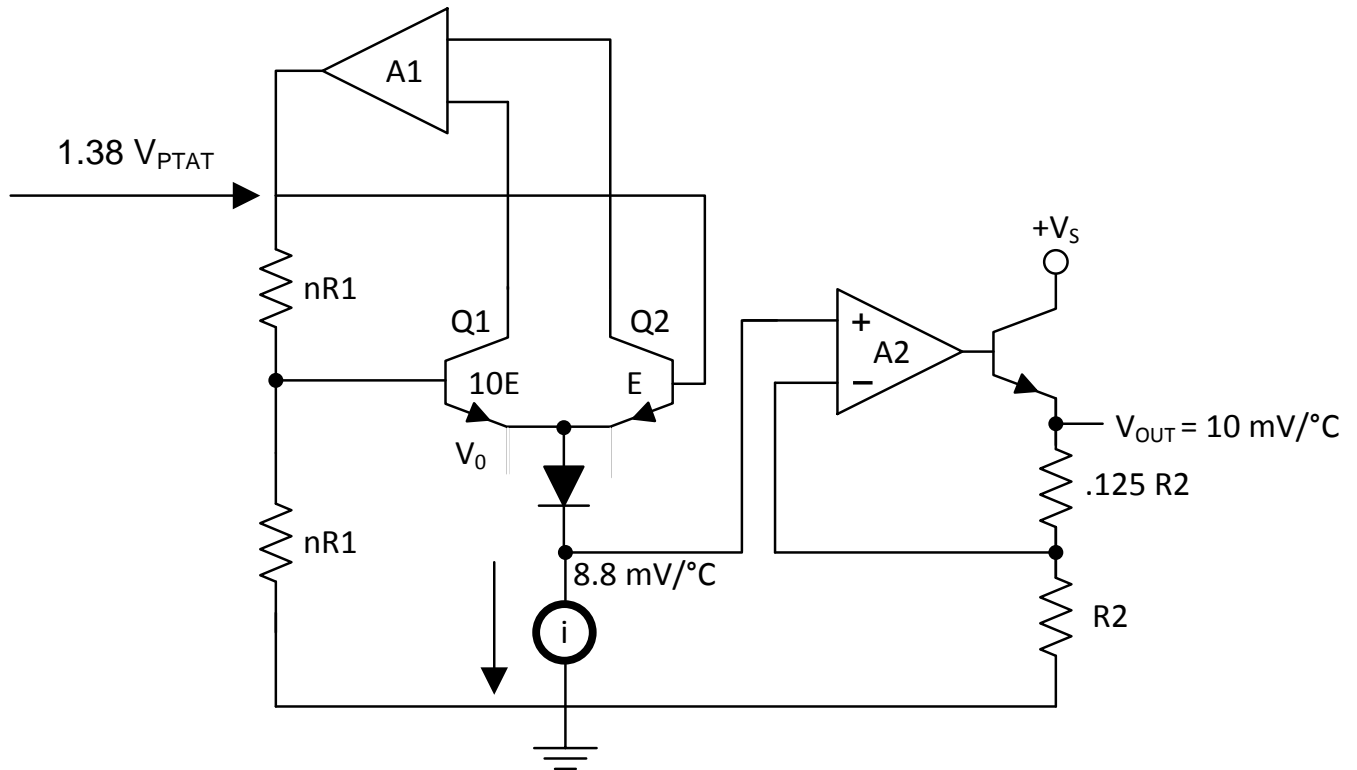 A1
1.38 VPTAT
+VS
nR1
Q1
Q2
10E
E
+
A2
−
VOUT = 10 mV/°C
V0
.125 R2
nR1
8.8 mV/°C
i
R2